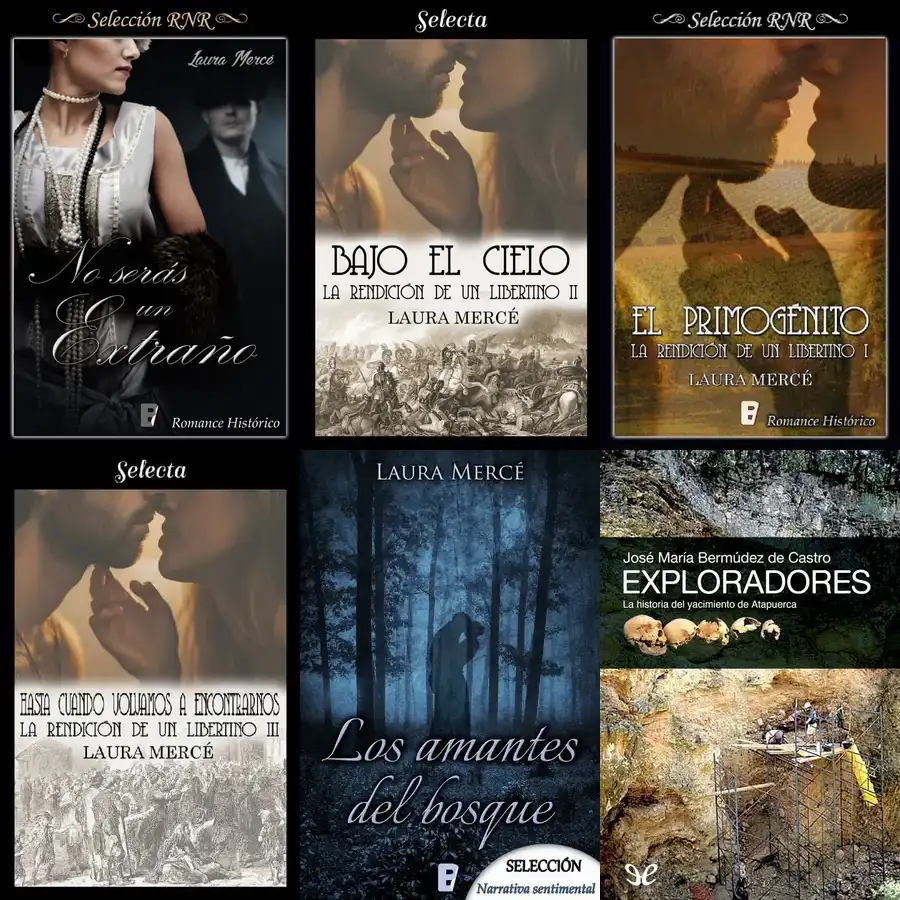 Selección RNR
Laura Mercé
No serás
un
Extraño
B
Romance Histórico
Selecta
BAJO EL CIELO
LA RENDICIÓN DE UN LIBERTINO II
LAURA MERCÉ
Selección RNR
EL PRIMOGÉNITO
LA RENDICIÓN DE UN LIBERTINO I
LAURA MERCÉ
B
Romance Histórico
Selecta
HASTA CUANDO VOLVAMOS A ENCONTRARNOS
LA RENDICIÓN DE UN LIBERTINO III
LAURA MERCÉ
LAURA MERCÉ
Los amantes
del bosque
B
SELECCIÓN
Narrativa sentimental
José María Bermúdez de Castro
EXPLORADORES
La historia del yacimiento de Atapuerca